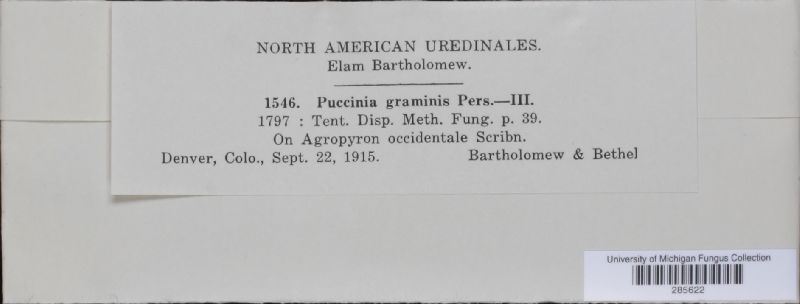 NORTH AMERICAN UREDINALES.
Elam Bartholomew.
1546. Puccinia graminis Pers.—III.
1797 : Tent. Disp. Meth. Fung. p. 39.
On Agropyron occidentale Scribn.
Denver, Colo., Sept. 22, 1915. Bartholomew & Bethel
University of Michigan Fungus Collection
285622